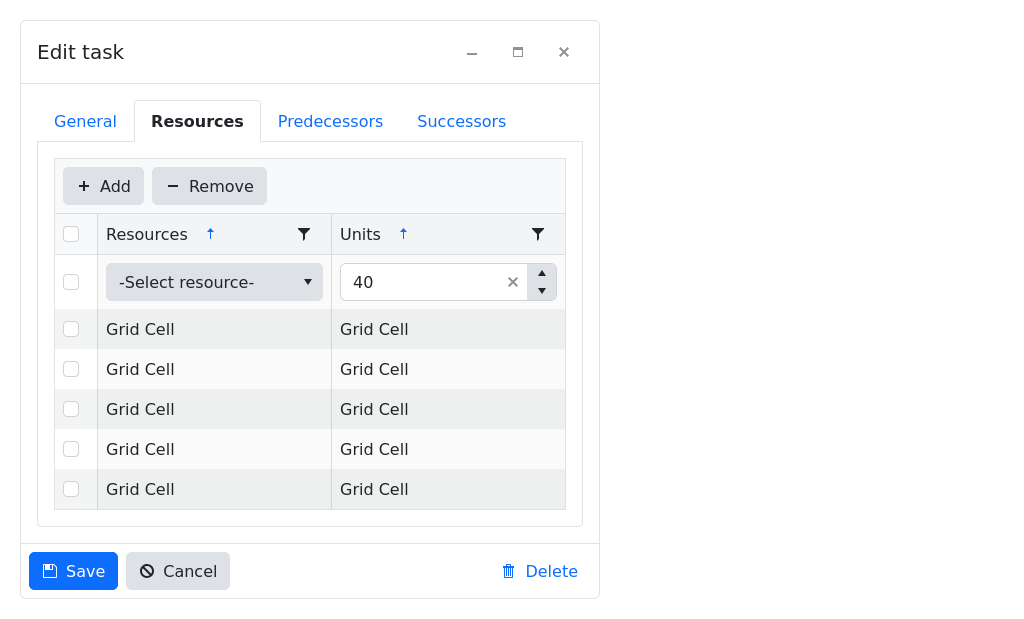 Edit task
General Resources Predecessors Successors
Add Remove
Resources Units
-Select resource- 40
Grid Cell Grid Cell
Grid Cell Grid Cell
Grid Cell Grid Cell
Grid Cell Grid Cell
Grid Cell Grid Cell
Save Cancel Delete